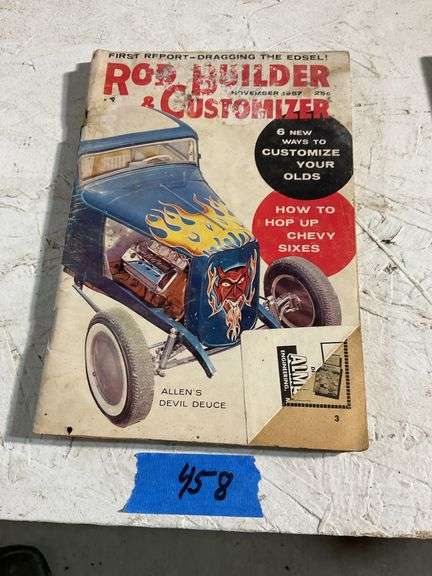 FIRST REPORT-DRAGGING THE EDSEL!
ROD BUILDER
& CUSTOMIZER
NOVEMBER 1957 25¢
6 NEW
WAYS TO
CUSTOMIZE
YOUR
OLDS
HOW TO
HOP UP
CHEVY
SIXES
ALLEN'S
DEVIL DEUCE
ENGINEERING,
3
458